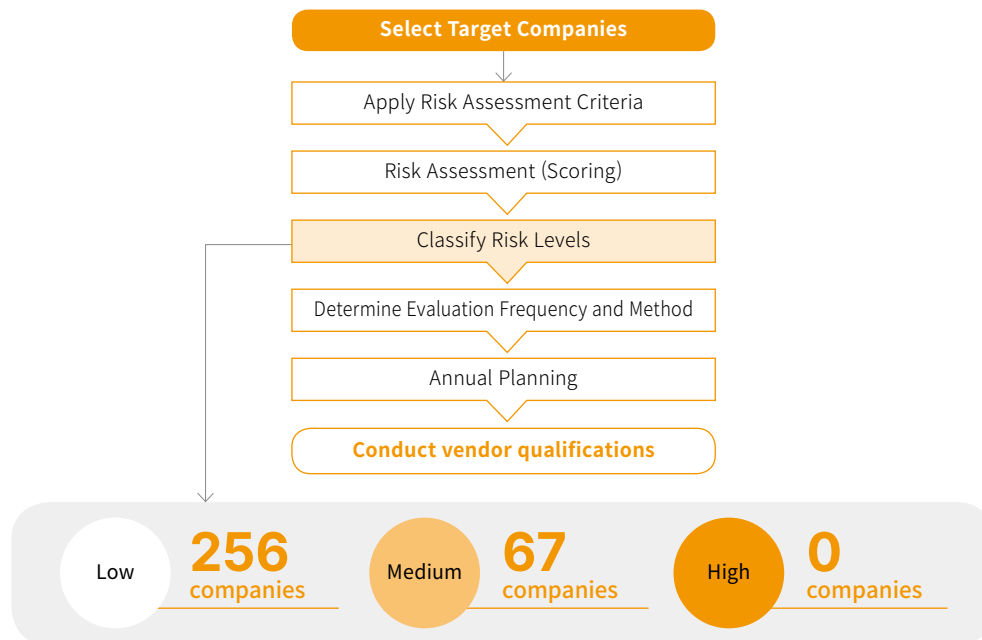 Select Target Companies
Apply Risk Assessment Criteria
Risk Assessment (Scoring)
Classify Risk Levels
Determine Evaluation Frequency and Method
Annual Planning
Conduct vendor qualifications
Low
256
companies
Medium
67
companies
High
0
companies